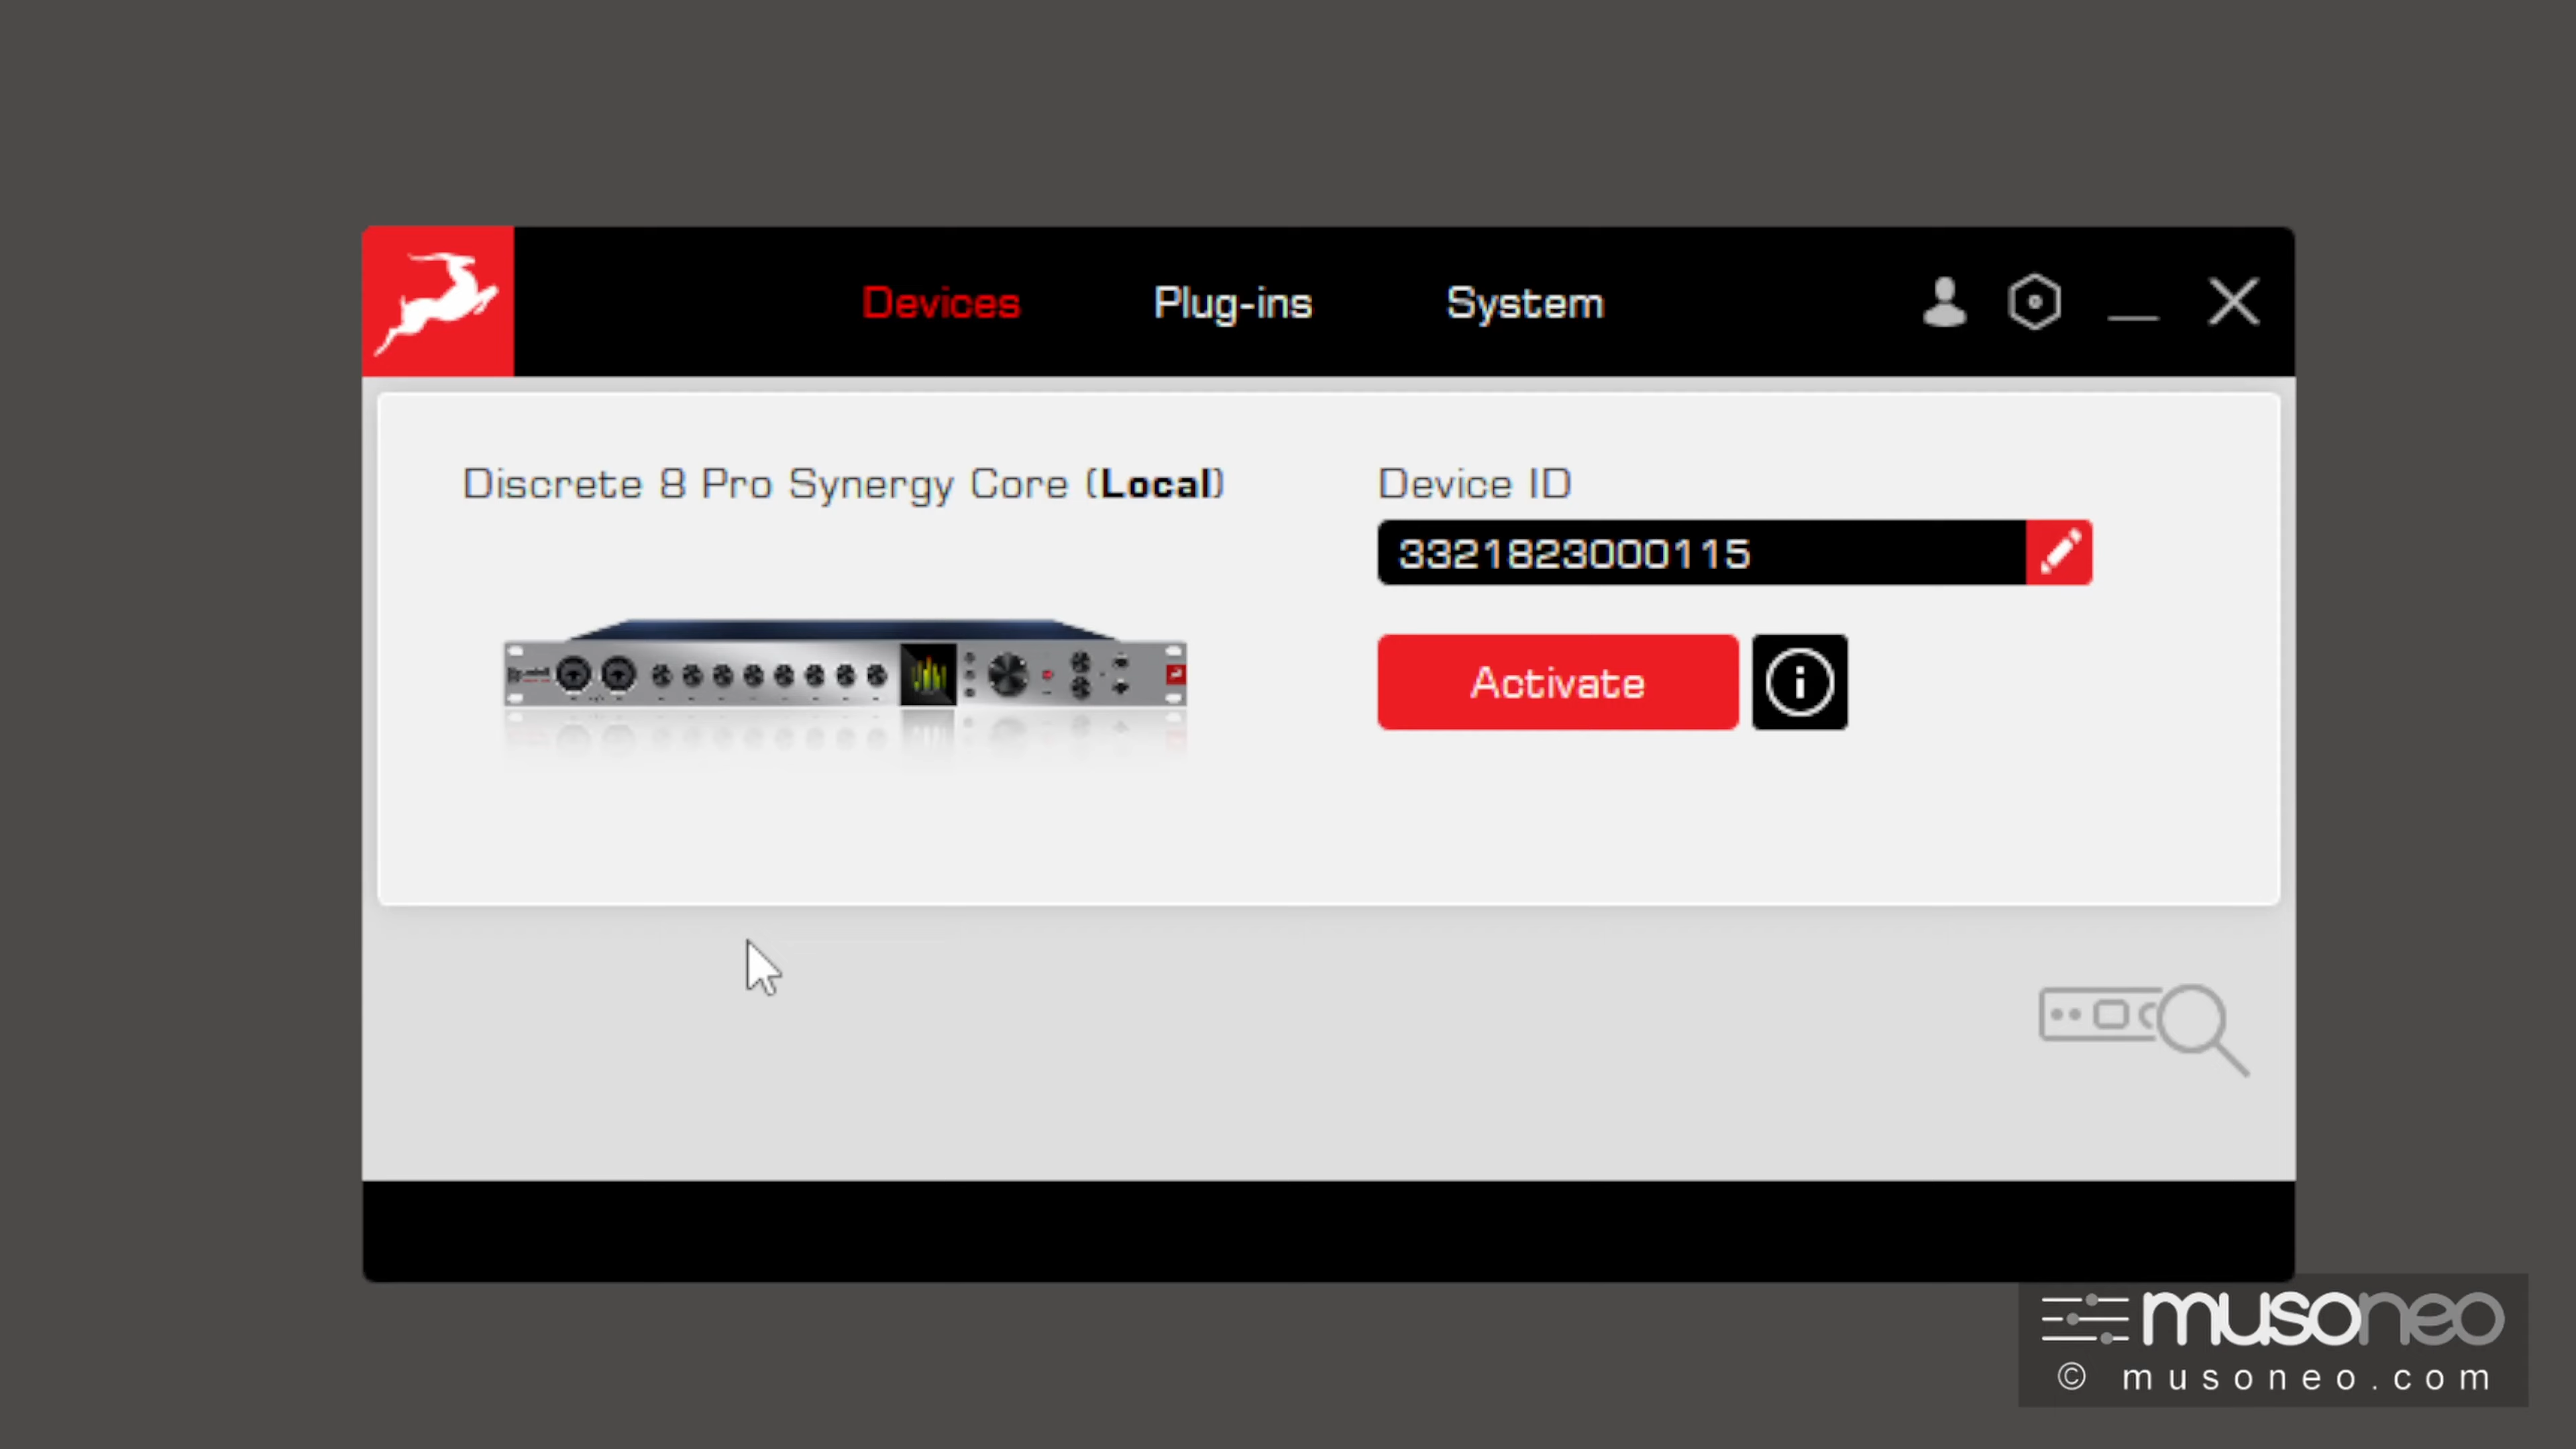 Devices Plug-ins System
Discrete 8 Pro Synergy Core (Local)
Device ID
3321823000115
Activate
musoneo
© musoneo.com